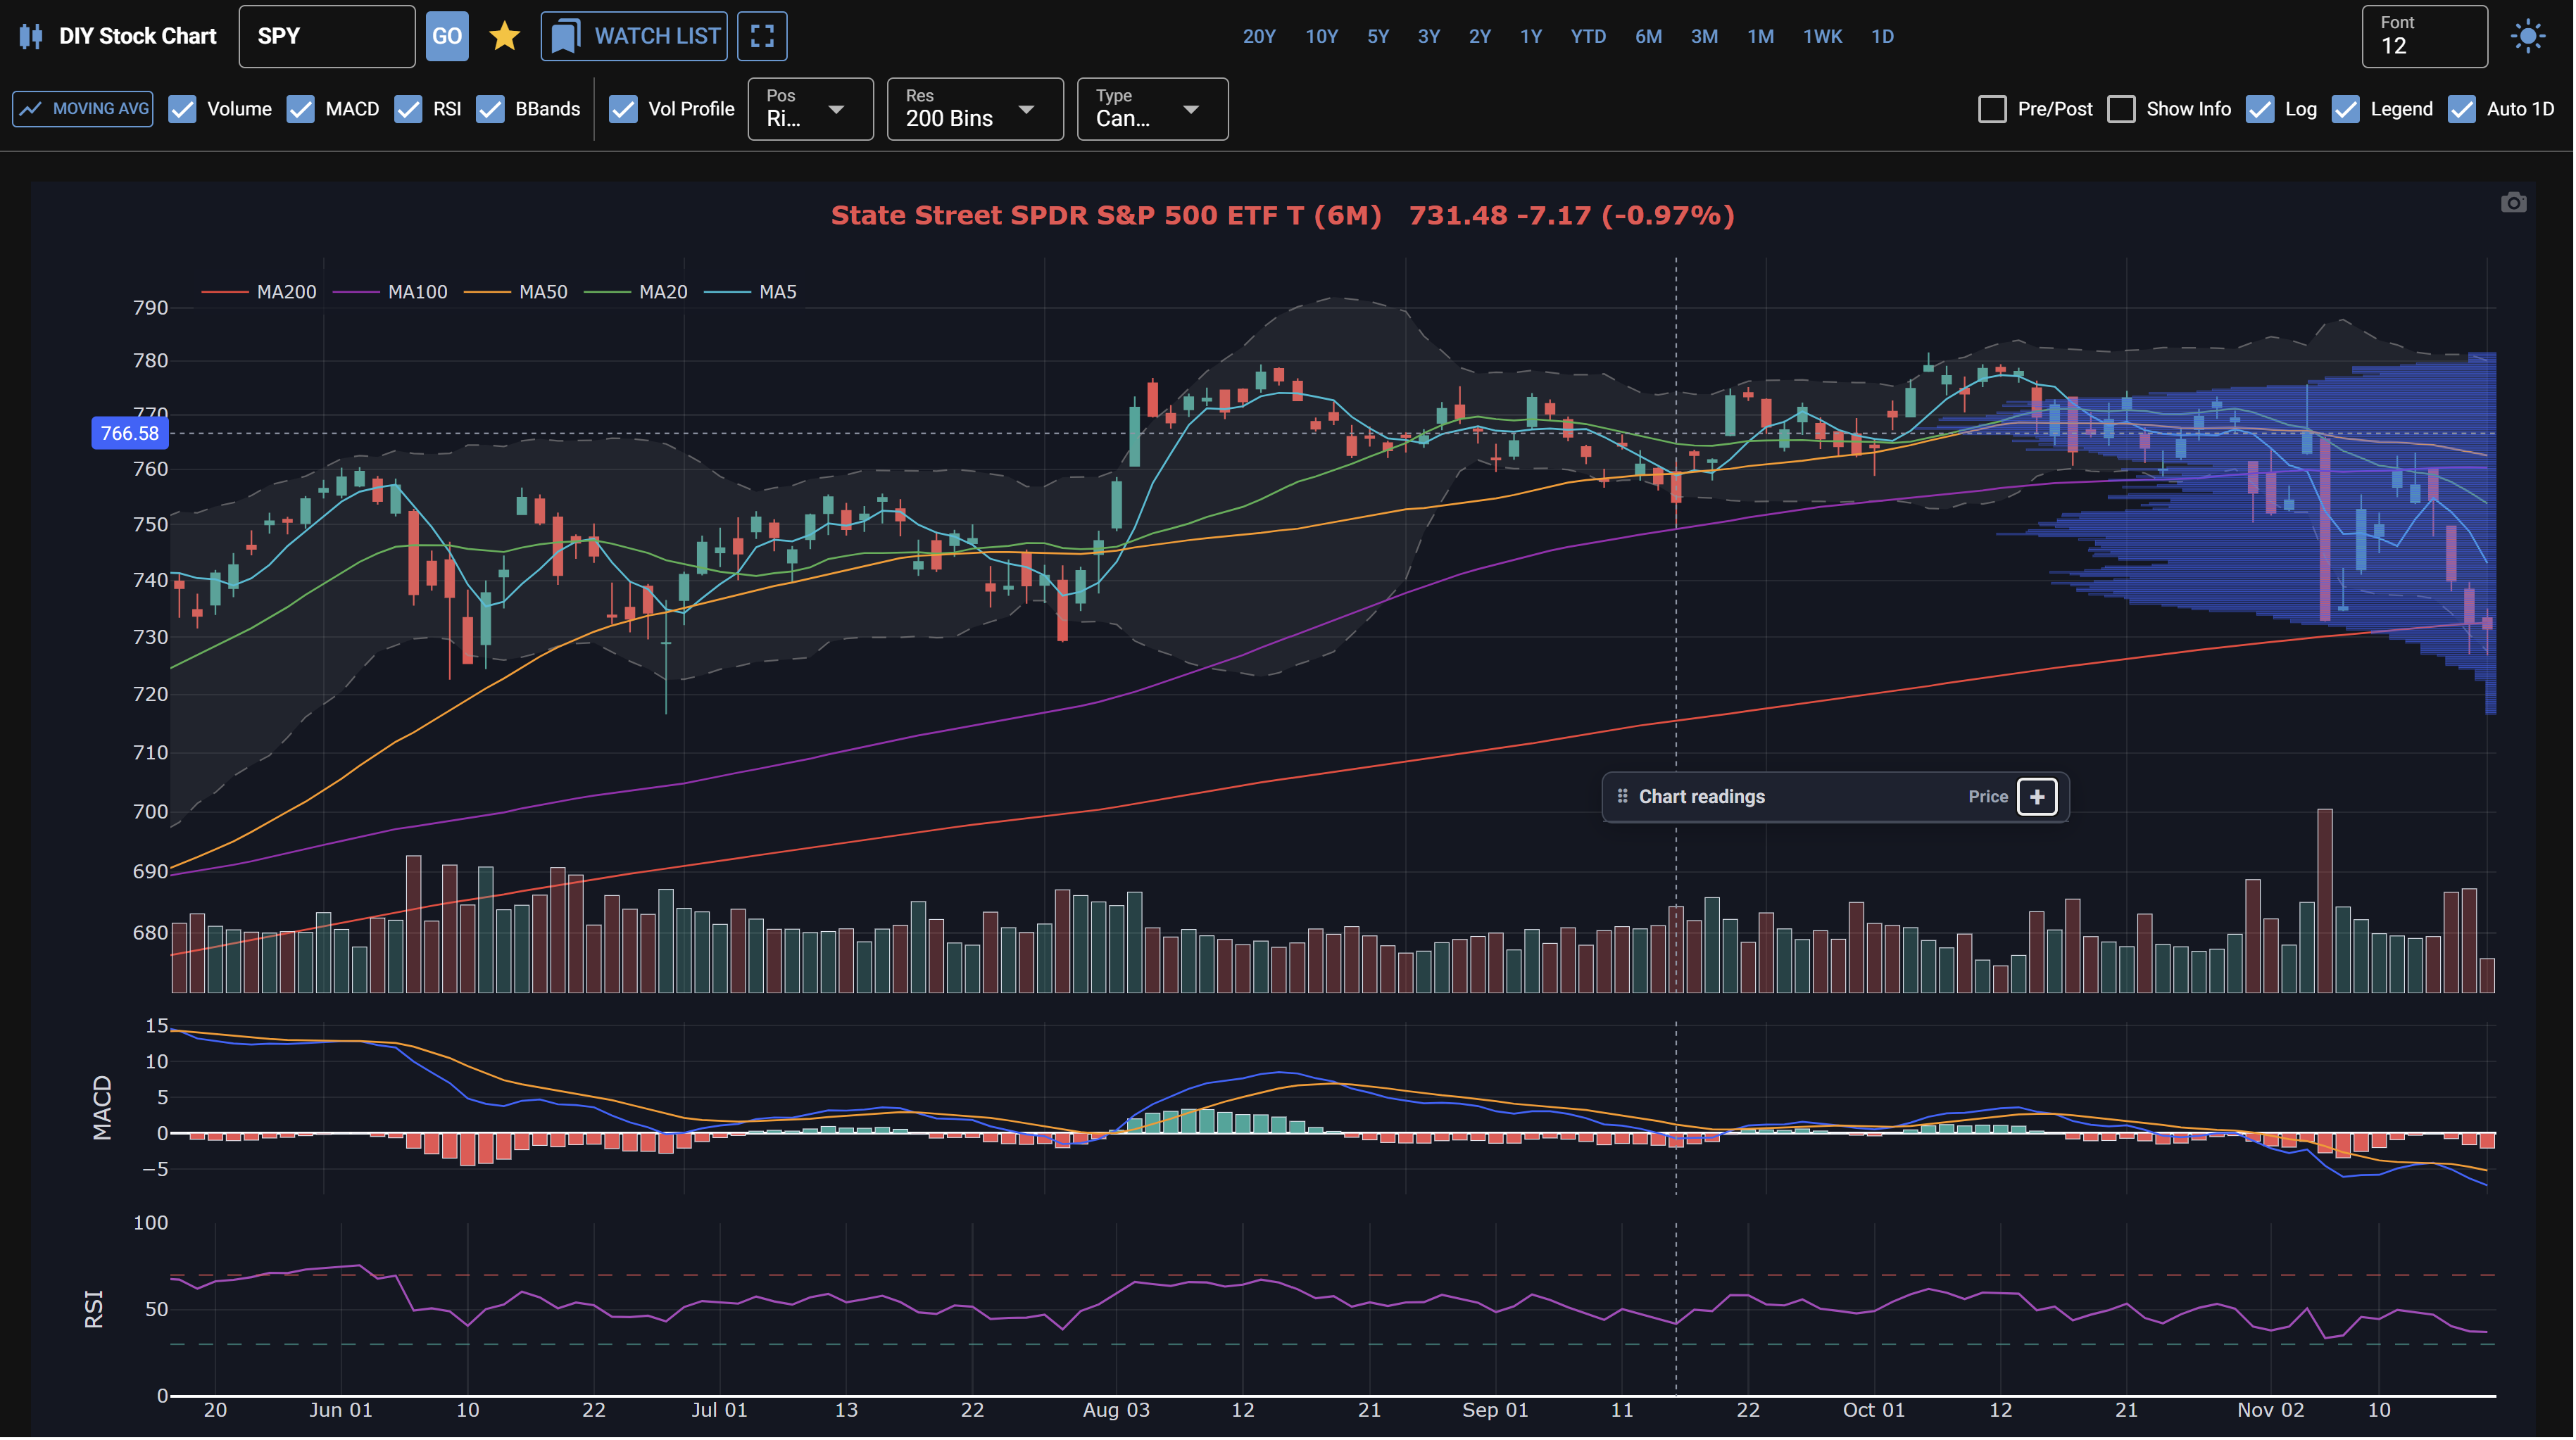 DIY Stock Chart SPY GO WATCH LIST 20Y 10Y 5Y 3Y 2Y 1Y YTD 6M 3M 1M 1WK 1D Font 12
MOVING AVG Volume MACD RSI BBands Vol Profile Pos Ri... Res 200 Bins Type Can... Pre/Post Show Info Log Legend Auto 1D
State Street SPDR S&P 500 ETF T (6M) 731.48 -7.17 (-0.97%)
MA200 MA100 MA50 MA20 MA5
790
780
770
766.58
760
750
740
730
720
710
Chart readings Price +
700
690
680
15
10
5
0
−5
MACD
100
50
0
RSI
20 Jun 01 10 22 Jul 01 13 22 Aug 03 12 21 Sep 01 11 22 Oct 01 12 21 Nov 02 10